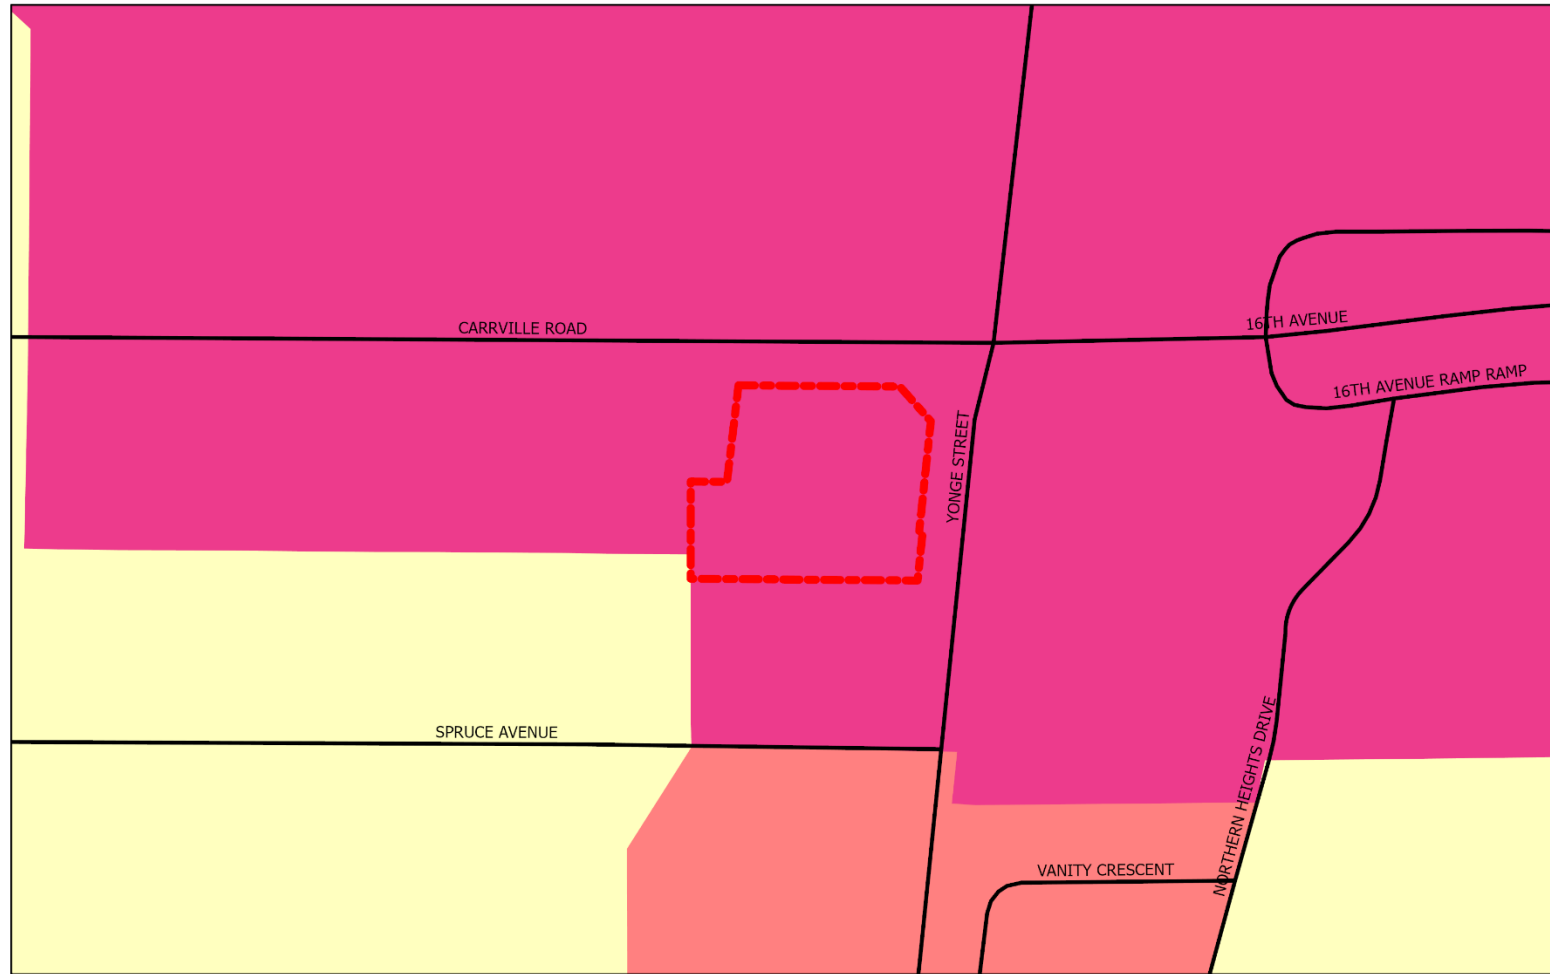 16TH AVENUE
CARRVILLE ROAD
16TH AVENUE RAMP RAMP
YONGE STREET
SPRUCE AVENUE
NORTHERN HEIGHTS DRIVE
VANITY CRESCENT